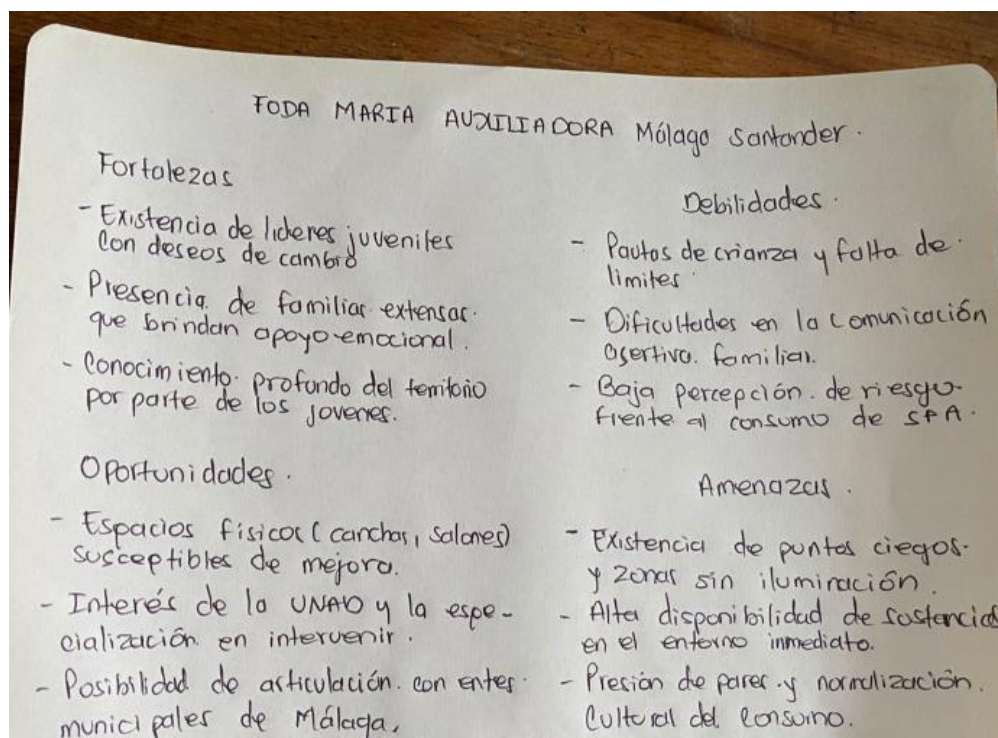 FODA MARIA AUXILIADORA Málaga Santander.
Fortalezas
- Existencia de lideres juveniles
con deseos de cambio
- Presencia de familias extensas.
que brindan apoyo emocional.
- Conocimiento profundo del territorio
por parte de los jovenes.
Debilidades.
- Pautas de crianza y falta de
limites.
- Dificultades en la comunicación
asertiva familiar.
- Baja percepción de riesgo
frente al consumo de SPA.
Oportunidades.
- Espacios físicos (canchas, salones)
susceptibles de mejora.
- Interés de la UNAD y la espe-
cialización en intervenir.
- Posibilidad de articulación con entes
municipales de Málaga,
Amenazas.
- Existencia de puntos ciegos.
y zonas sin iluminación.
- Alta disponibilidad de sustancias
en el entorno inmediato.
- Presión de pares y normalización.
Cultural del consumo.